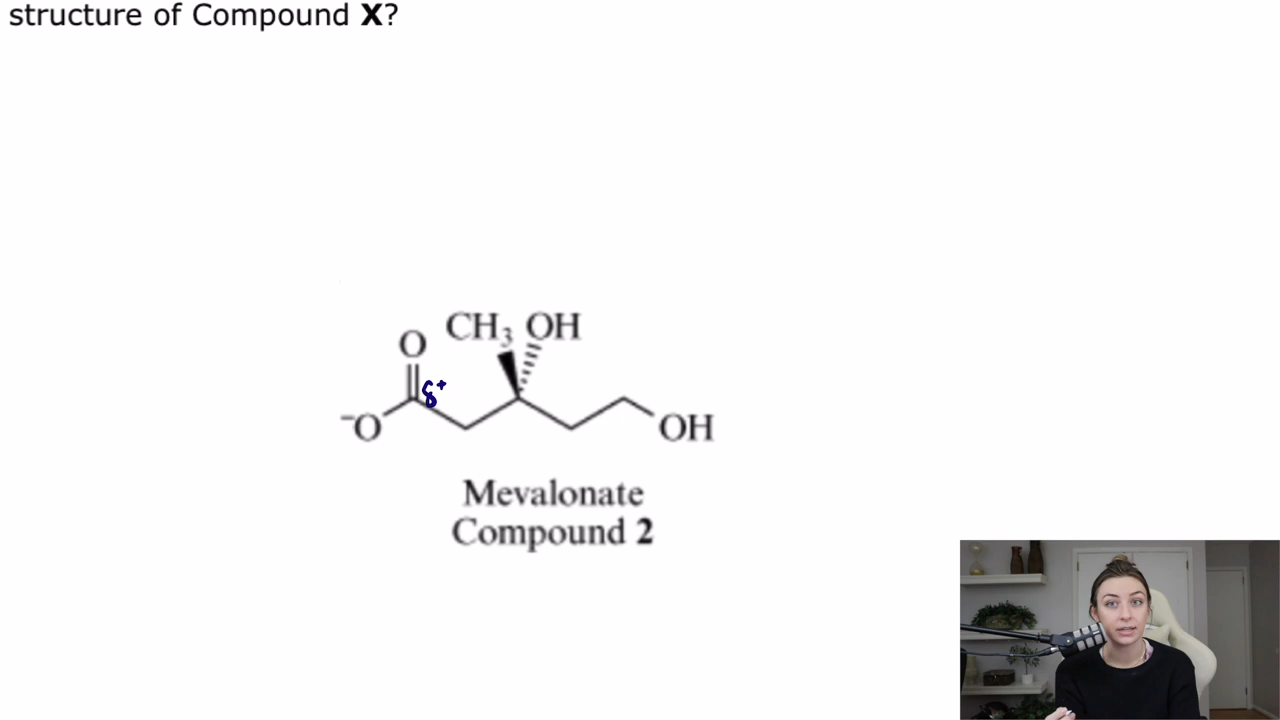 structure of Compound X?
CH₃ OH
O
δ+
⁻O
OH
Mevalonate
Compound 2